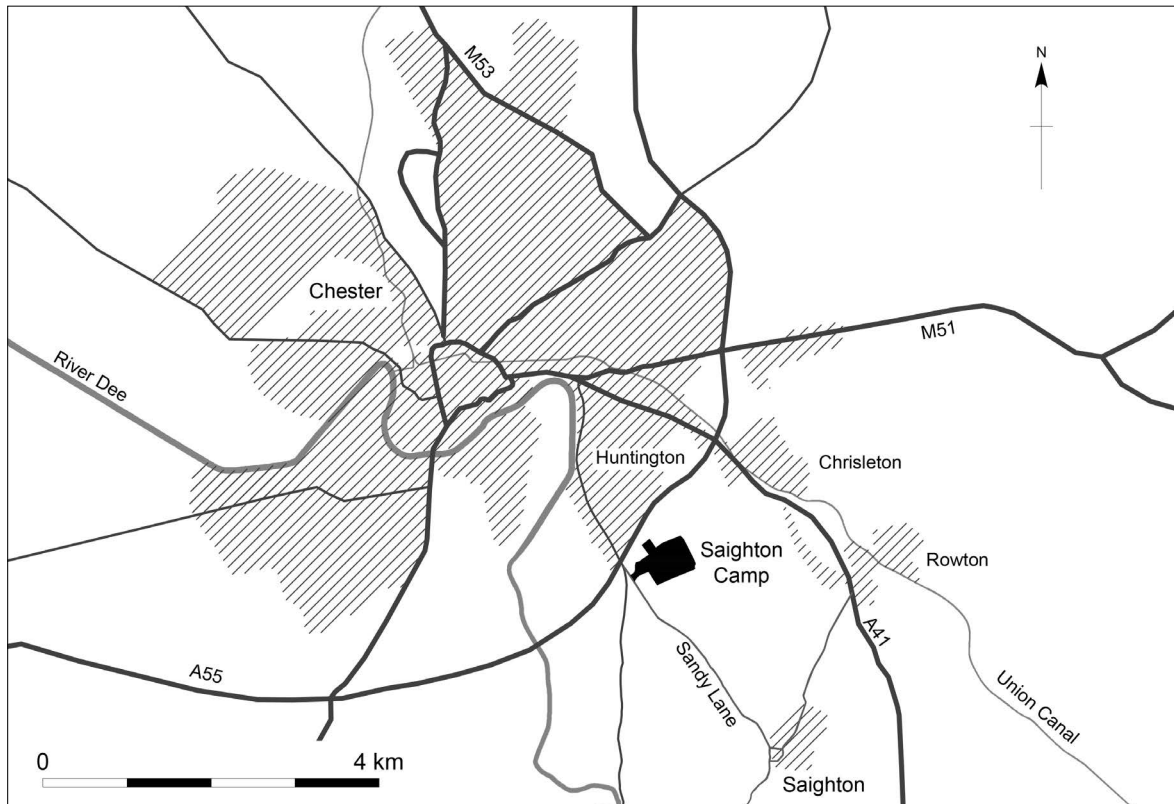 M53
N
Chester
M51
River Dee
Huntington
Chrisleton
Saighton
Camp
Rowton
A41
A55
Sandy Lane
Union Canal
0
4 km
Saighton